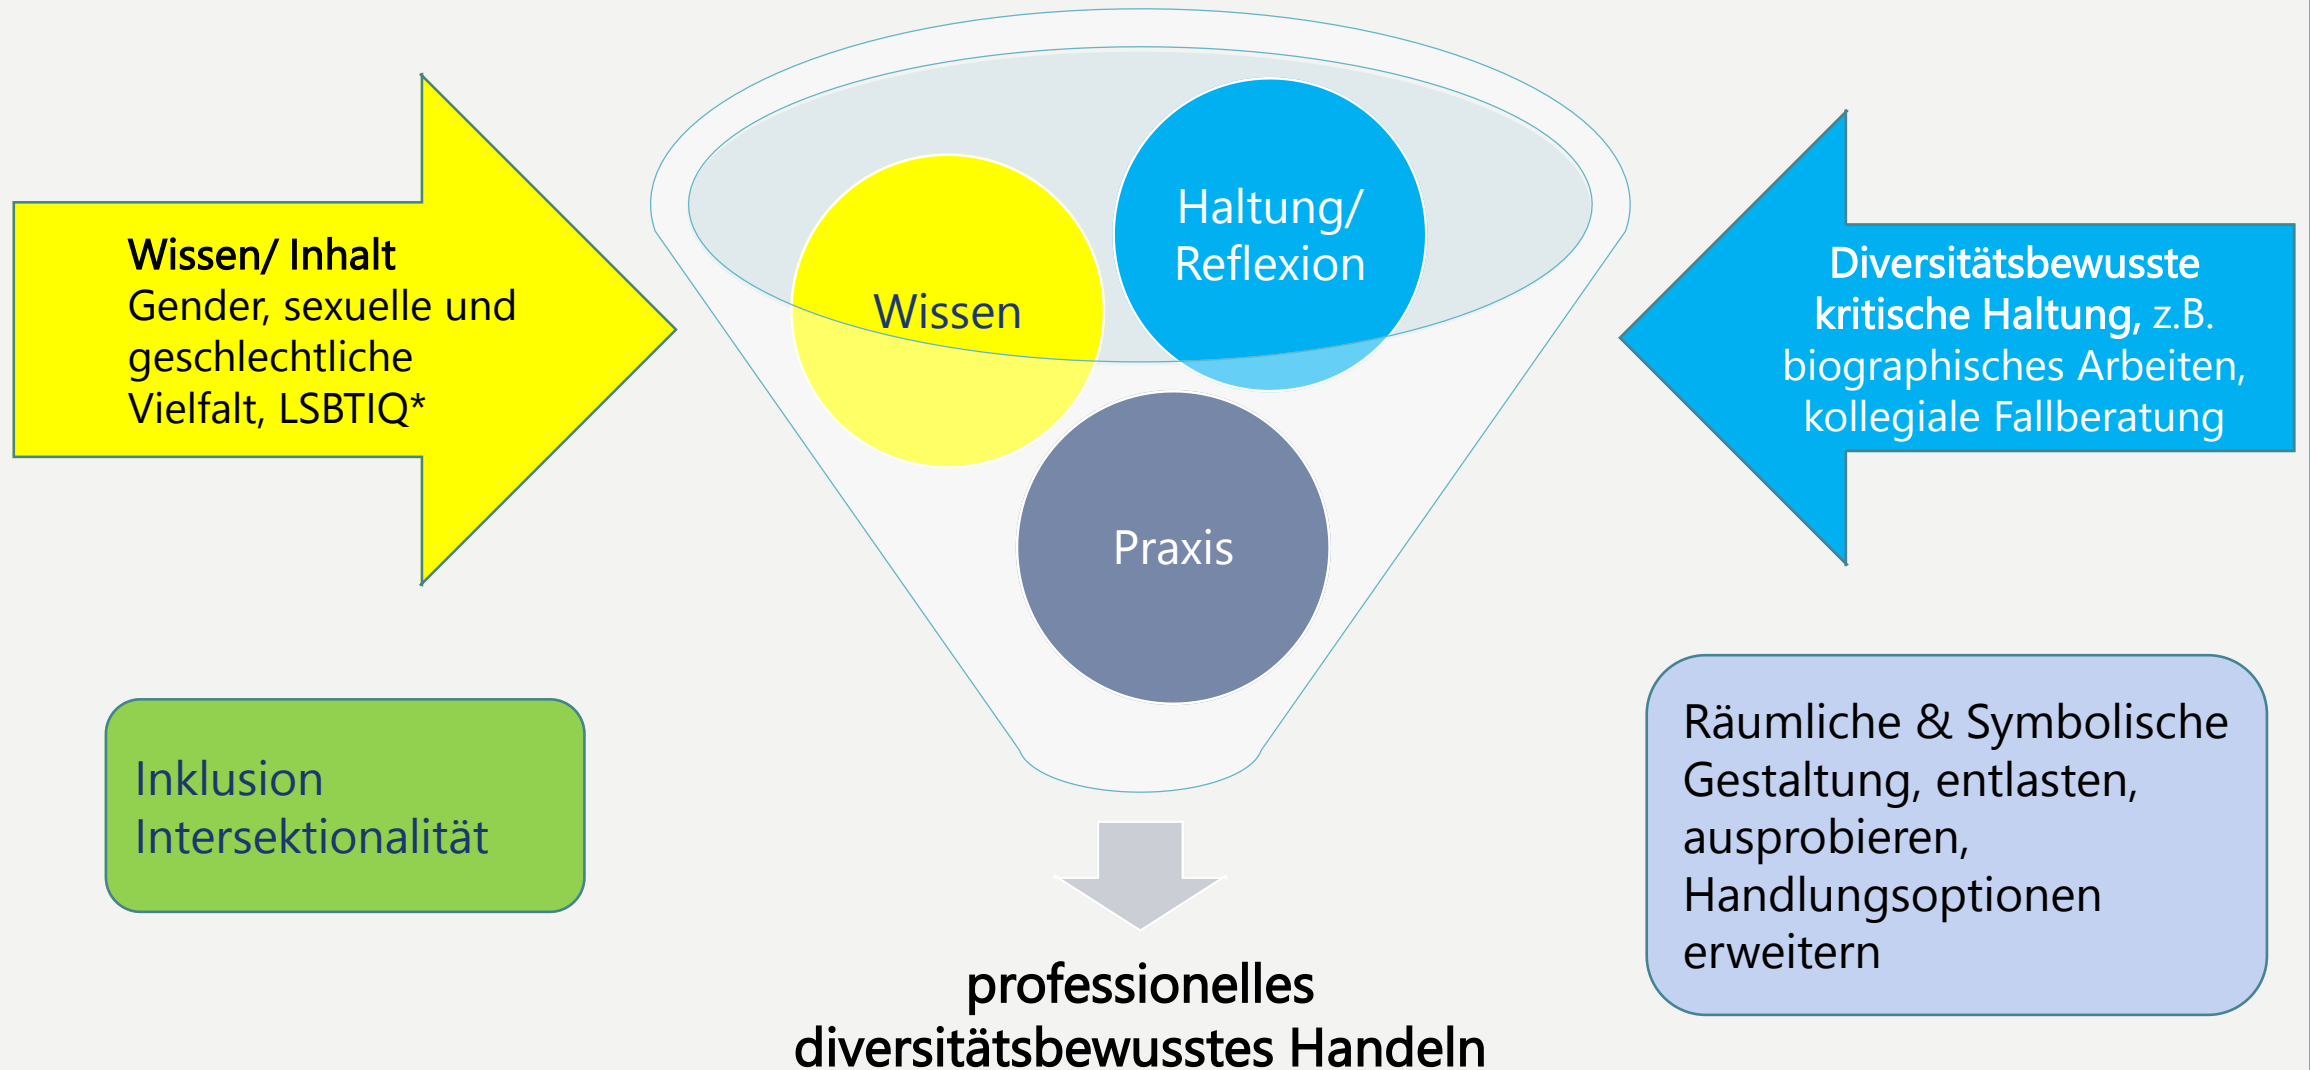 Wissen/ Inhalt
Gender, sexuelle und
geschlechtliche
Vielfalt, LSBTIQ*
Wissen
Haltung/
Reflexion
Praxis
Diversitätsbewusste
kritische Haltung, z.B.
biographisches Arbeiten,
kollegiale Fallberatung
Inklusion
Intersektionalität
Räumliche & Symbolische
Gestaltung, entlasten,
ausprobieren,
Handlungsoptionen
erweitern
professionelles
diversitätsbewusstes Handeln